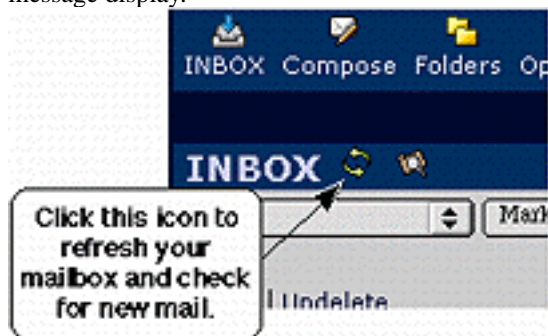 message display.
INBOX Compose Folders Op
INBOX
Click this icon to
refresh your
mailbox and check
for new mail.
Mark
Undelete